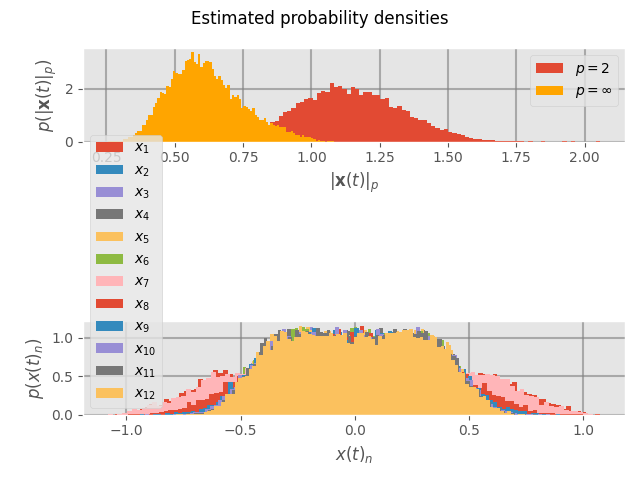 Estimated probability densities
p(|x(t)|ₚ)
2
0
p = 2
p = ∞
0.25 0.50 0.75 1.00 1.25 1.50 1.75 2.00
|x(t)|ₚ
x₁
x₂
x₃
x₄
x₅
x₆
x₇
x₈
x₉
x₁₀
x₁₁
x₁₂
p(x(t)ₙ)
1.0
0.5
0.0
−1.0 −0.5 0.0 0.5 1.0
x(t)ₙ